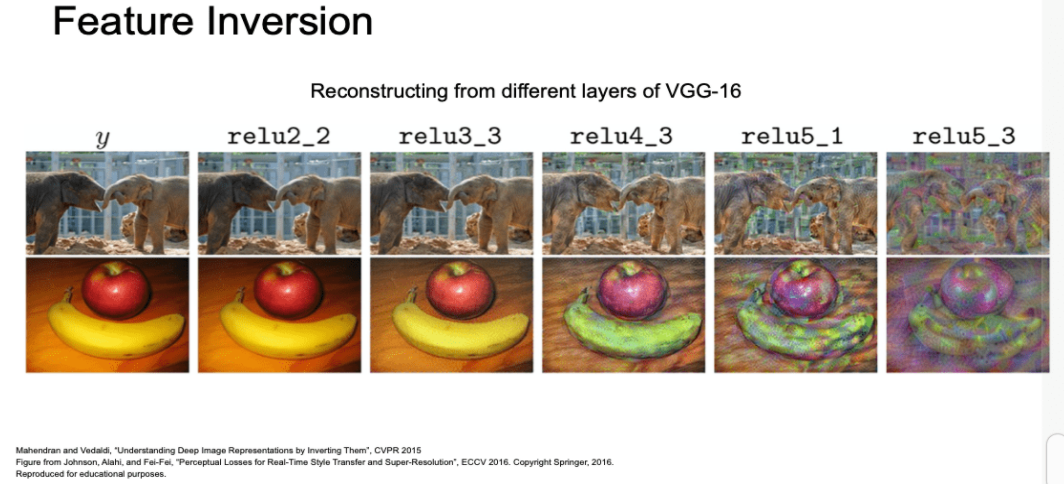 Feature Inversion
Reconstructing from different layers of VGG-16
y relu2_2 relu3_3 relu4_3 relu5_1 relu5_3
Mahendran and Vedaldi, "Understanding Deep Image Representations by Inverting Them", CVPR 2015
Figure from Johnson, Alahi, and Fei-Fei, "Perceptual Losses for Real-Time Style Transfer and Super-Resolution", ECCV 2016. Copyright Springer, 2016.
Reproduced for educational purposes.